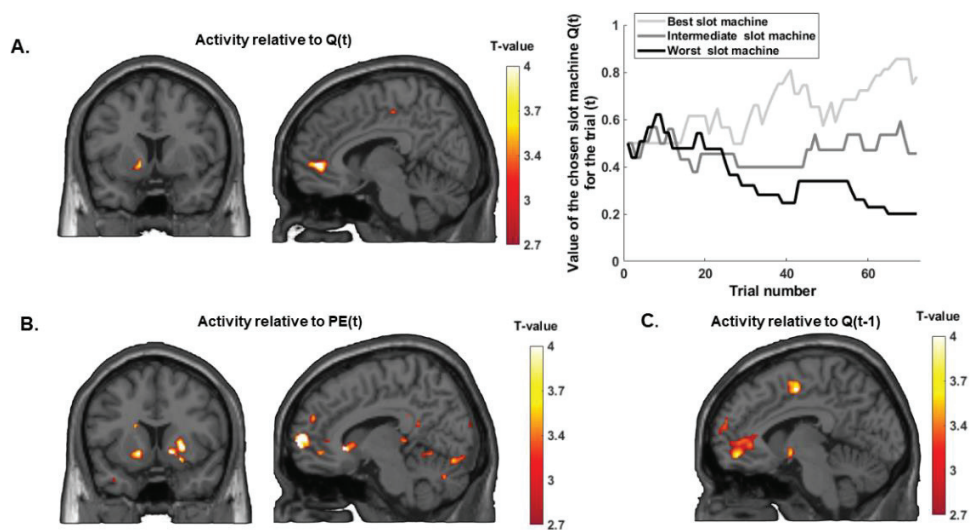 A.
Activity relative to Q(t)
T-value
4
3.7
3.4
3.1
2.7
Value of the chosen slot machine Q(t)
for the trial (t)
1
0.8
0.6
0.4
0.2
0
Best slot machine
Intermediate slot machine
Worst slot machine
0
20
40
60
Trial number
B.
Activity relative to PE(t)
T-value
4
3.7
3.4
3.1
2.7
C.
Activity relative to Q(t-1)
T-value
4
3.7
3.4
3.1
2.7